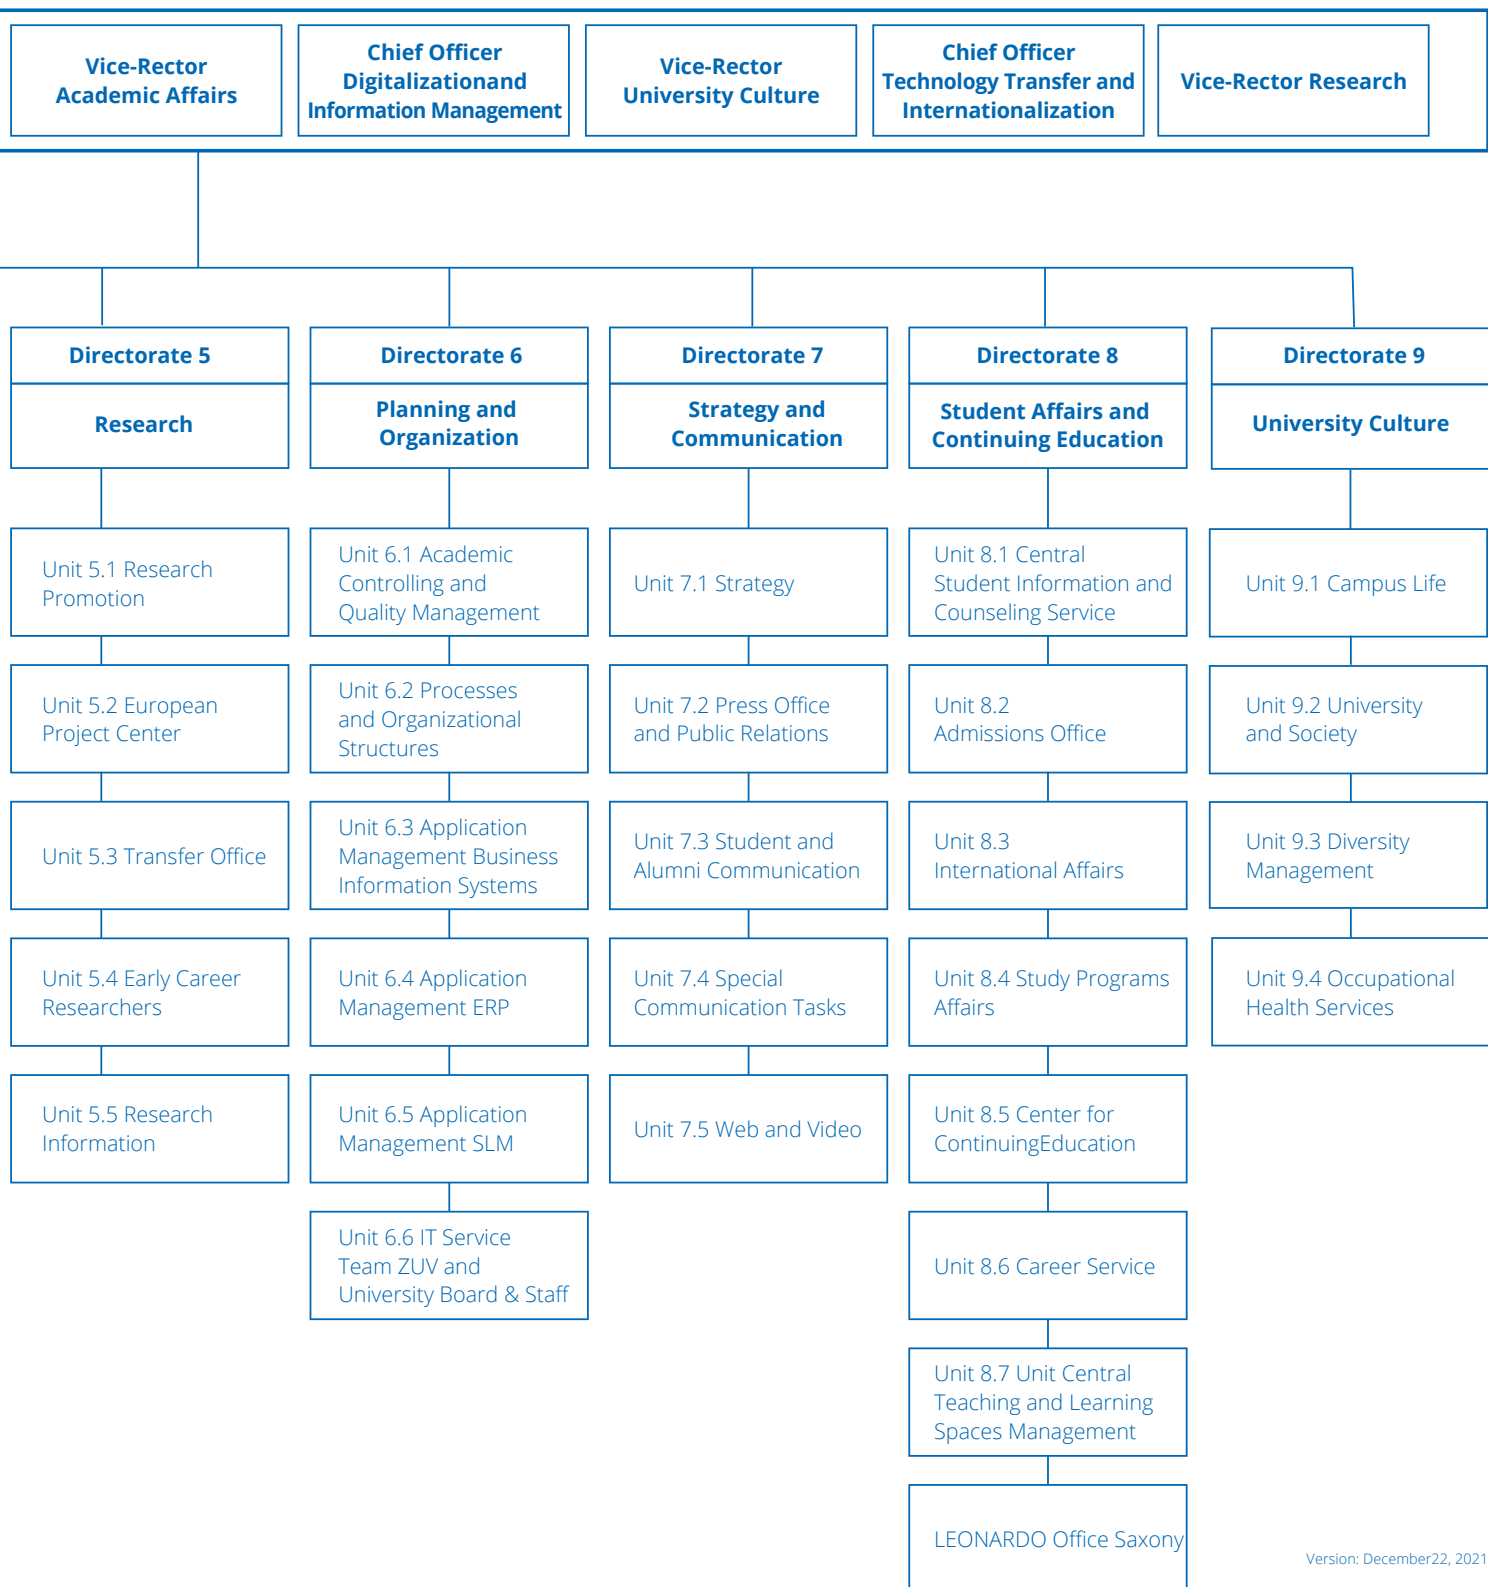 Vice-Rector
Academic Affairs
Chief Officer
Digitalizationand
Information Management
Vice-Rector
University Culture
Chief Officer
Technology Transfer and
Internationalization
Vice-Rector Research
Directorate 5
Research
Unit 5.1 Research
Promotion
Unit 5.2 European
Project Center
Unit 5.3 Transfer Office
Unit 5.4 Early Career
Researchers
Unit 5.5 Research
Information
Directorate 6
Planning and
Organization
Unit 6.1 Academic
Controlling and
Quality Management
Unit 6.2 Processes
and Organizational
Structures
Unit 6.3 Application
Management Business
Information Systems
Unit 6.4 Application
Management ERP
Unit 6.5 Application
Management SLM
Unit 6.6 IT Service
Team ZUV and
University Board & Staff
Directorate 7
Strategy and
Communication
Unit 7.1 Strategy
Unit 7.2 Press Office
and Public Relations
Unit 7.3 Student and
Alumni Communication
Unit 7.4 Special
Communication Tasks
Unit 7.5 Web and Video
Directorate 8
Student Affairs and
Continuing Education
Unit 8.1 Central
Student Information and
Counseling Service
Unit 8.2
Admissions Office
Unit 8.3
International Affairs
Unit 8.4 Study Programs
Affairs
Unit 8.5 Center for
ContinuingEducation
Unit 8.6 Career Service
Unit 8.7 Unit Central
Teaching and Learning
Spaces Management
LEONARDO Office Saxony
Directorate 9
University Culture
Unit 9.1 Campus Life
Unit 9.2 University
and Society
Unit 9.3 Diversity
Management
Unit 9.4 Occupational
Health Services
Version: December22, 2021